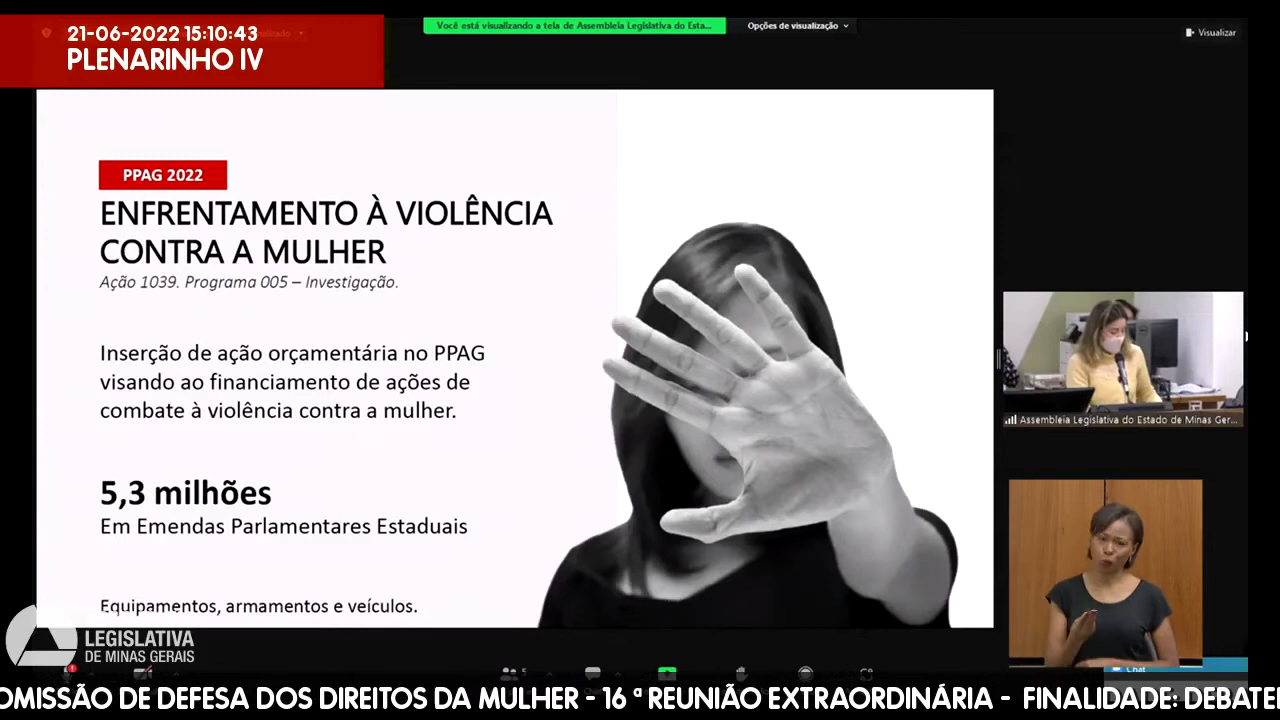 21-06-2022 15:10:43
PLENARINHO IV
Você está visualizando a tela de Assembleia Legislativa do Esta...
Opções de visualização
Visualizar
PPAG 2022
ENFRENTAMENTO À VIOLÊNCIA
CONTRA A MULHER
Ação 1039. Programa 005 – Investigação.
Inserção de ação orçamentária no PPAG
visando ao financiamento de ações de
combate à violência contra a mulher.
5,3 milhões
Em Emendas Parlamentares Estaduais
Equipamentos, armamentos e veículos.
Assembleia Legislativa do Estado de Minas Ger...
LEGISLATIVA
DE MINAS GERAIS
5
Chat
OMISSÃO DE DEFESA DOS DIREITOS DA MULHER - 16 ª REUNIÃO EXTRAORDINÁRIA - FINALIDADE: DEBATE